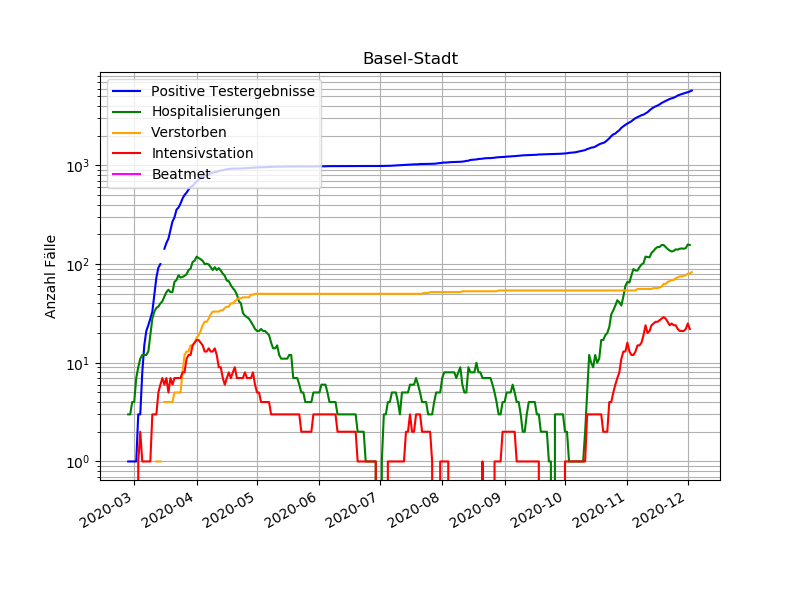 Basel-Stadt
Positive Testergebnisse
Hospitalisierungen
Verstorben
Intensivstation
Beatmet
Anzahl Fälle
10³
10²
10¹
10⁰
2020-03
2020-04
2020-05
2020-06
2020-07
2020-08
2020-09
2020-10
2020-11
2020-12